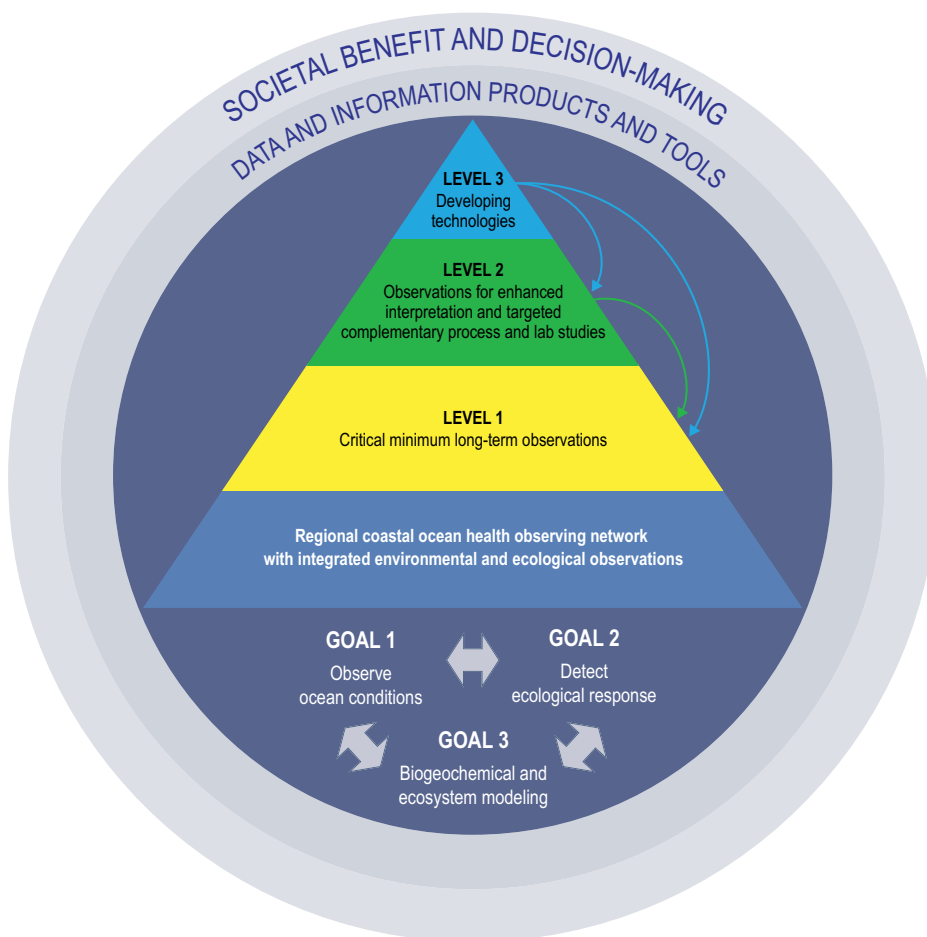 SOCIETAL BENEFIT AND DECISION-MAKING
DATA AND INFORMATION PRODUCTS AND TOOLS
LEVEL 3
Developing
technologies
LEVEL 2
Observations for enhanced
interpretation and targeted
complementary process and lab studies
LEVEL 1
Critical minimum long-term observations
Regional coastal ocean health observing network
with integrated environmental and ecological observations
GOAL 1
Observe
ocean conditions
GOAL 2
Detect
ecological response
GOAL 3
Biogeochemical and
ecosystem modeling